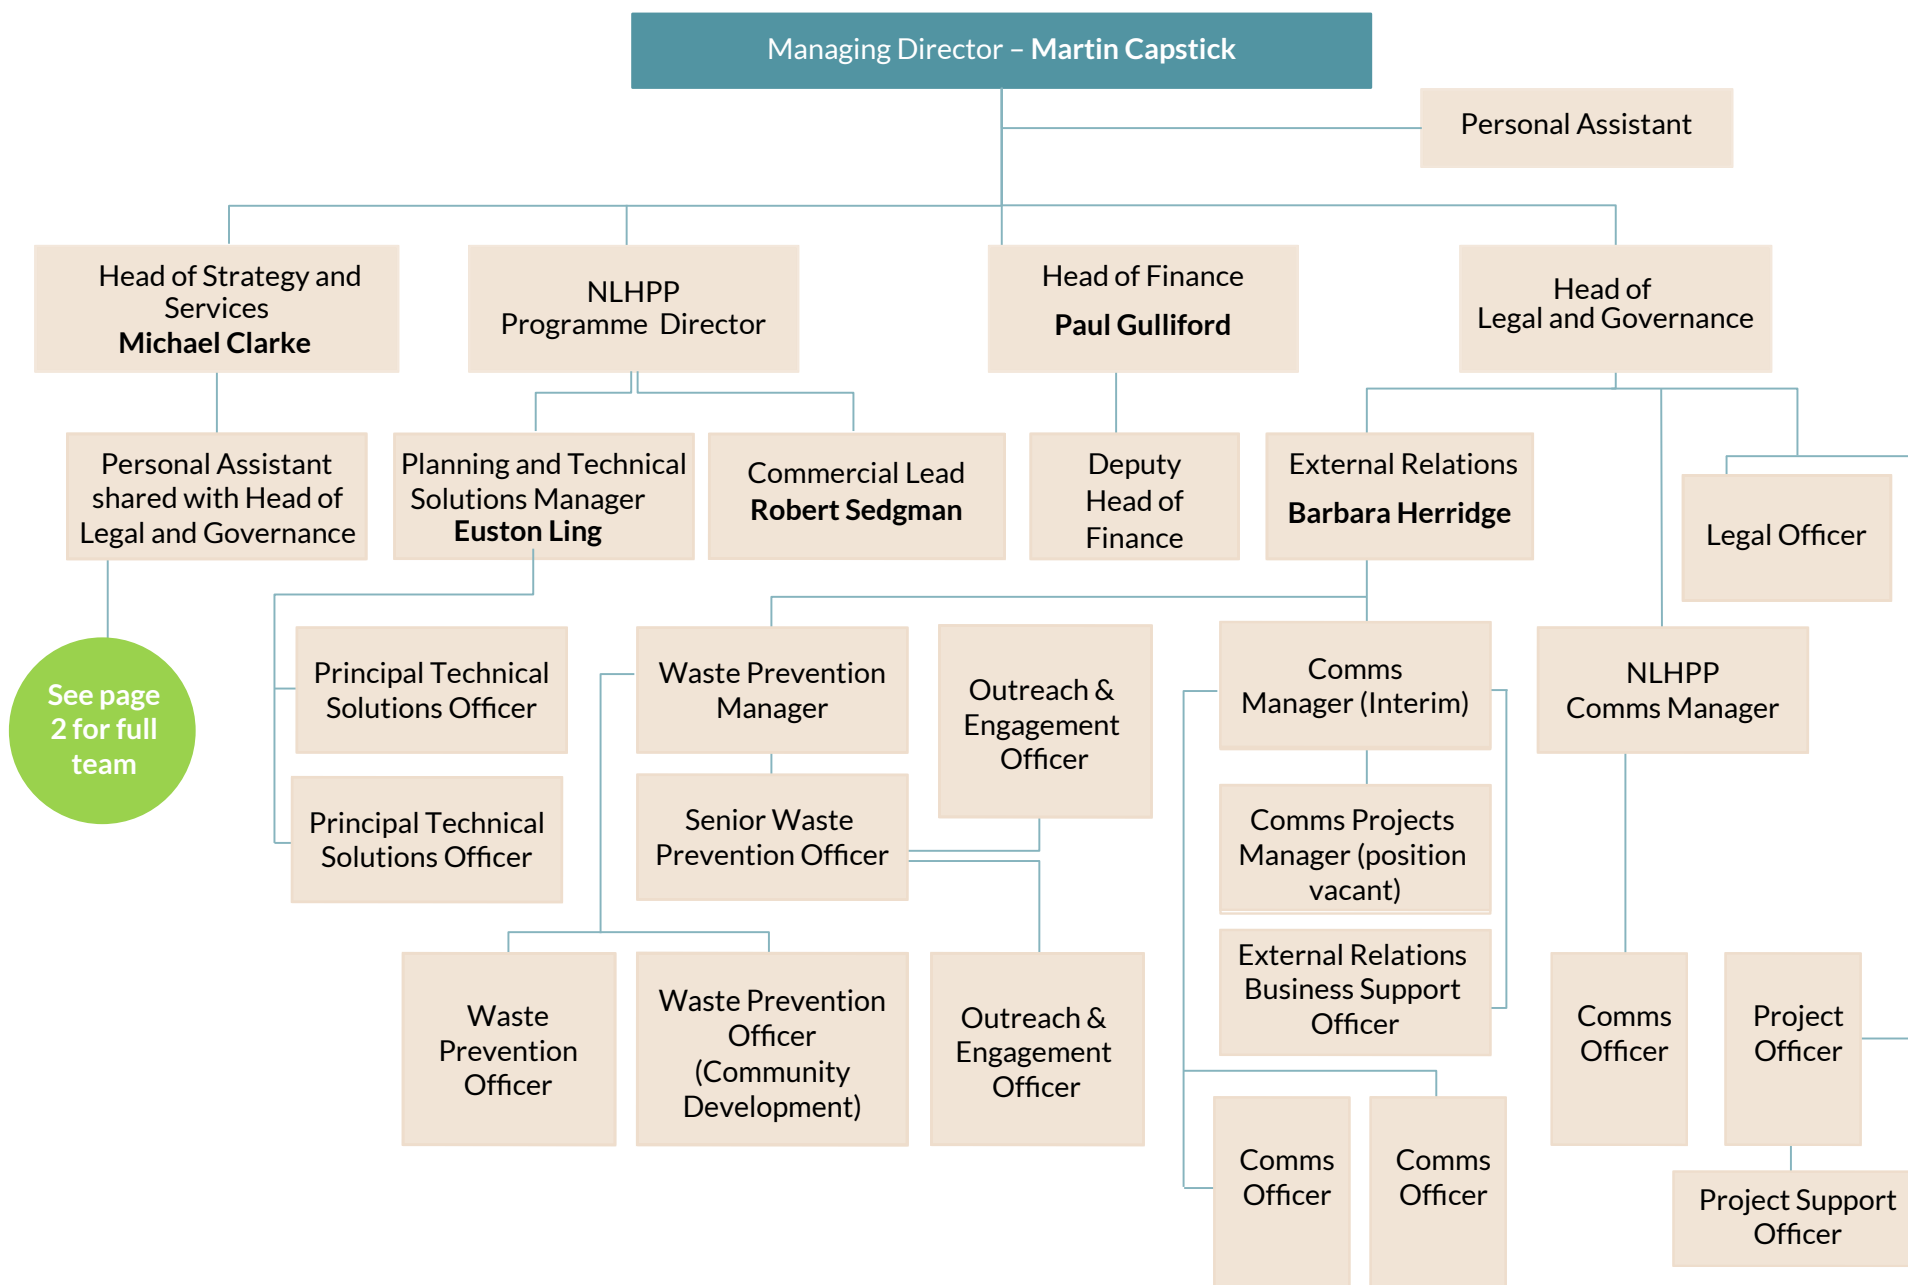 Managing Director – Martin Capstick
Personal Assistant
Head of Strategy and
Services
Michael Clarke
NLHPP
Programme Director
Head of Finance
Paul Gulliford
Head of
Legal and Governance
Personal Assistant
shared with Head of
Legal and Governance
Planning and Technical
Solutions Manager
Euston Ling
Commercial Lead
Robert Sedgman
Deputy
Head of
Finance
External Relations
Barbara Herridge
Legal Officer
See page
2 for full
team
Principal Technical
Solutions Officer
Waste Prevention
Manager
Outreach &
Engagement
Officer
Comms
Manager (Interim)
NLHPP
Comms Manager
Principal Technical
Solutions Officer
Senior Waste
Prevention Officer
Comms Projects
Manager (position
vacant)
External Relations
Business Support
Officer
Waste
Prevention
Officer
Waste Prevention
Officer
(Community
Development)
Outreach &
Engagement
Officer
Comms
Officer
Project
Officer
Comms
Officer
Comms
Officer
Project Support
Officer